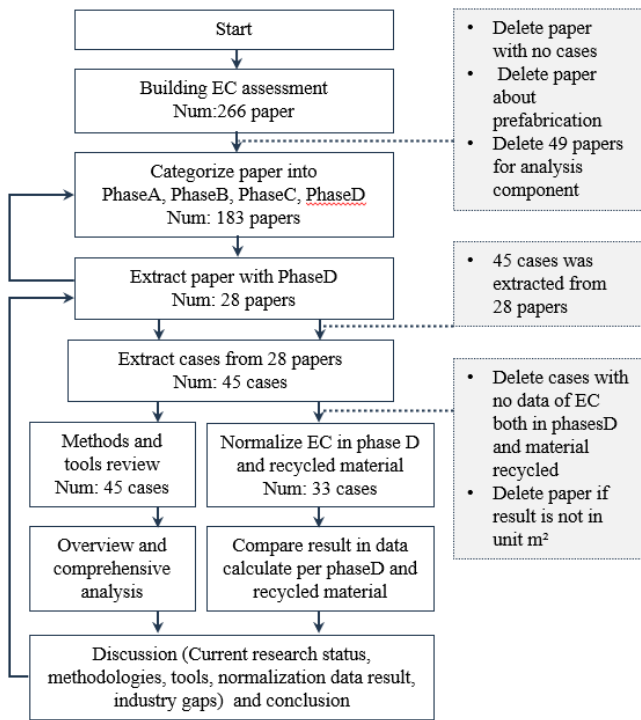 Start
Building EC assessment
Num:266 paper
Categorize paper into
PhaseA, PhaseB, PhaseC, PhaseD
Num: 183 papers
Extract paper with PhaseD
Num: 28 papers
Extract cases from 28 papers
Num: 45 cases
Methods and
tools review
Num: 45 cases
Normalize EC in phase D
and recycled material
Num: 33 cases
Overview and
comprehensive
analysis
Compare result in data
calculate per phaseD and
recycled material
Discussion (Current research status,
methodologies, tools, normalization data result,
industry gaps) and conclusion
• Delete paper
with no cases
• Delete paper
about
prefabrication
• Delete 49 papers
for analysis
component
• 45 cases was
extracted from
28 papers
• Delete cases with
no data of EC
both in phasesD
and material
recycled
• Delete paper if
result is not in
unit m²